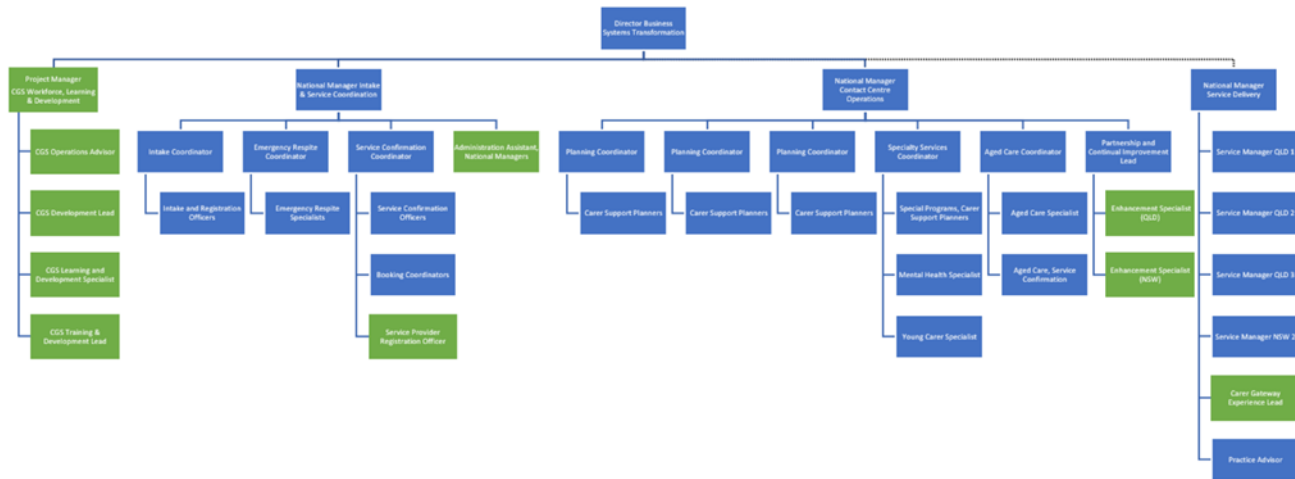 Director Business
Systems Transformation
Project Manager
CGS Workforce, Learning
& Development
National Manager Intake
& Service Coordination
National Manager
Contact Centre
Operations
National Manager
Service Delivery
CGS Operations Advisor
CGS Development Lead
CGS Learning and
Development Specialist
CGS Training &
Development Lead
Intake Coordinator
Emergency Respite
Coordinator
Service Confirmation
Coordinator
Administration Assistant,
National Managers
Intake and Registration
Officers
Emergency Respite
Specialists
Service Confirmation
Officers
Booking Coordinators
Service Provider
Registration Officer
Planning Coordinator
Planning Coordinator
Planning Coordinator
Specialty Services
Coordinator
Aged Care Coordinator
Partnership and
Continual Improvement
Lead
Carer Support Planners
Carer Support Planners
Carer Support Planners
Special Programs, Carer
Support Planners
Mental Health Specialist
Young Carer Specialist
Aged Care Specialist
Aged Care, Service
Confirmation
Enhancement Specialist
(QLD)
Enhancement Specialist
(NSW)
Service Manager QLD 1
Service Manager QLD 2
Service Manager QLD 3
Service Manager NSW 2
Carer Gateway
Experience Lead
Practice Advisor